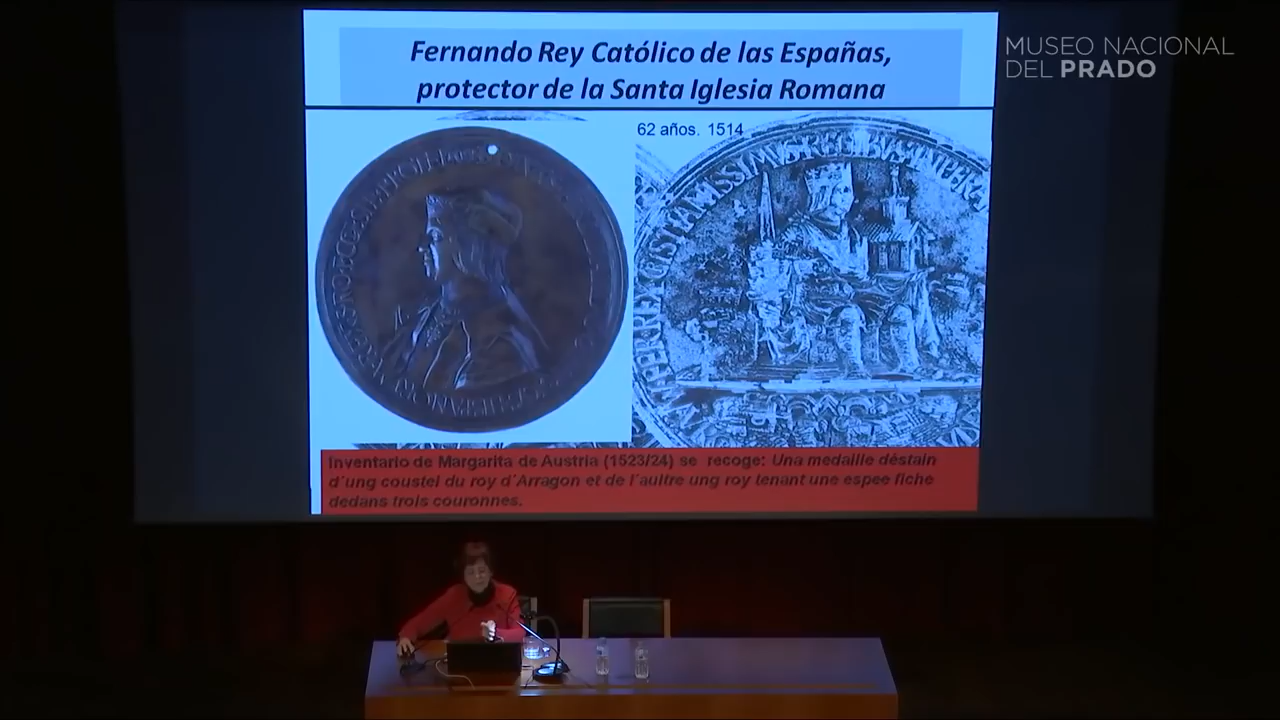 Fernando Rey Católico de las Españas,
protector de la Santa Iglesia Romana
MUSEO NACIONAL
DEL PRADO
62 años. 1514
Inventario de Margarita de Austria (1523/24) se recoge: Una medaille déstain
d´ung coustel du roy d´Arragon et de l´aultre ung roy tenant une espee fiche
dedans trois couronnes.